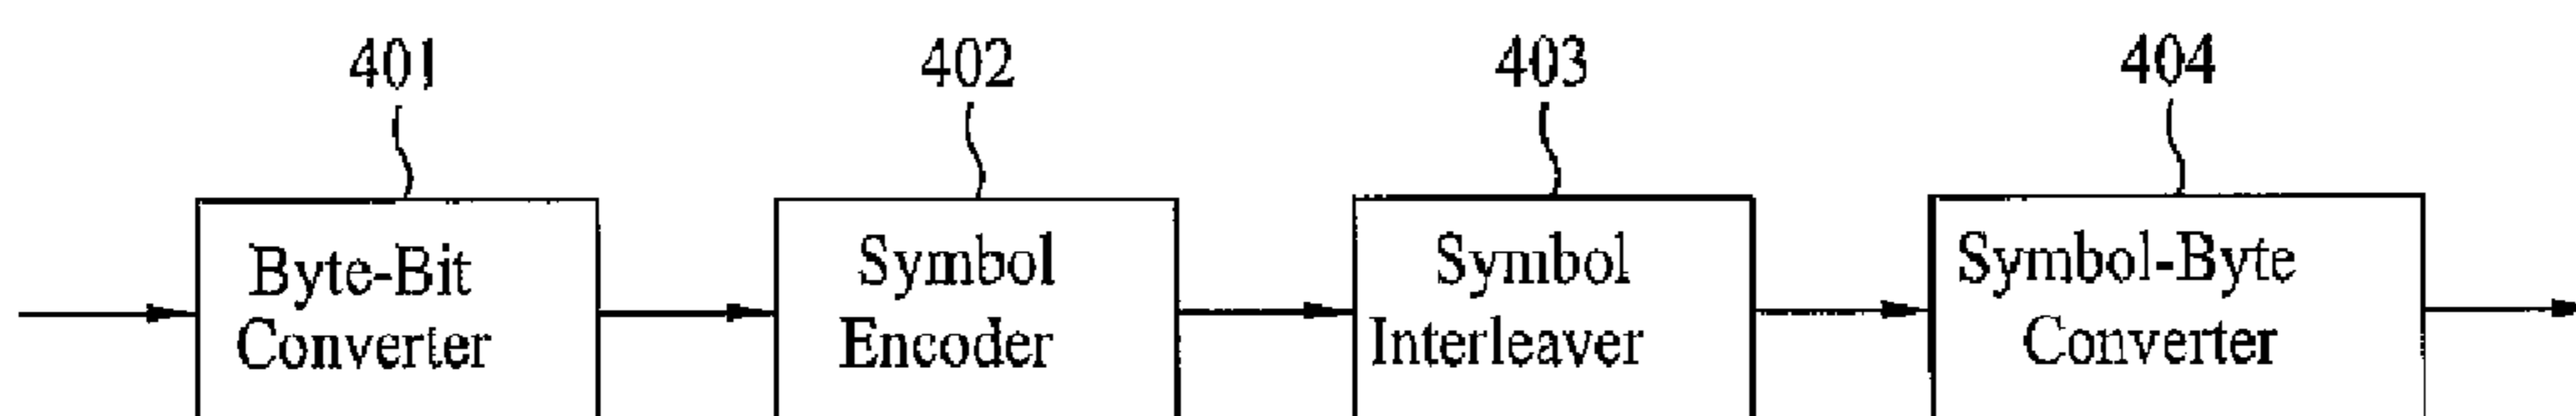 401
402
403
404
Byte-Bit
Converter
Symbol
Encoder
Symbol
Interleaver
Symbol-Byte
Converter